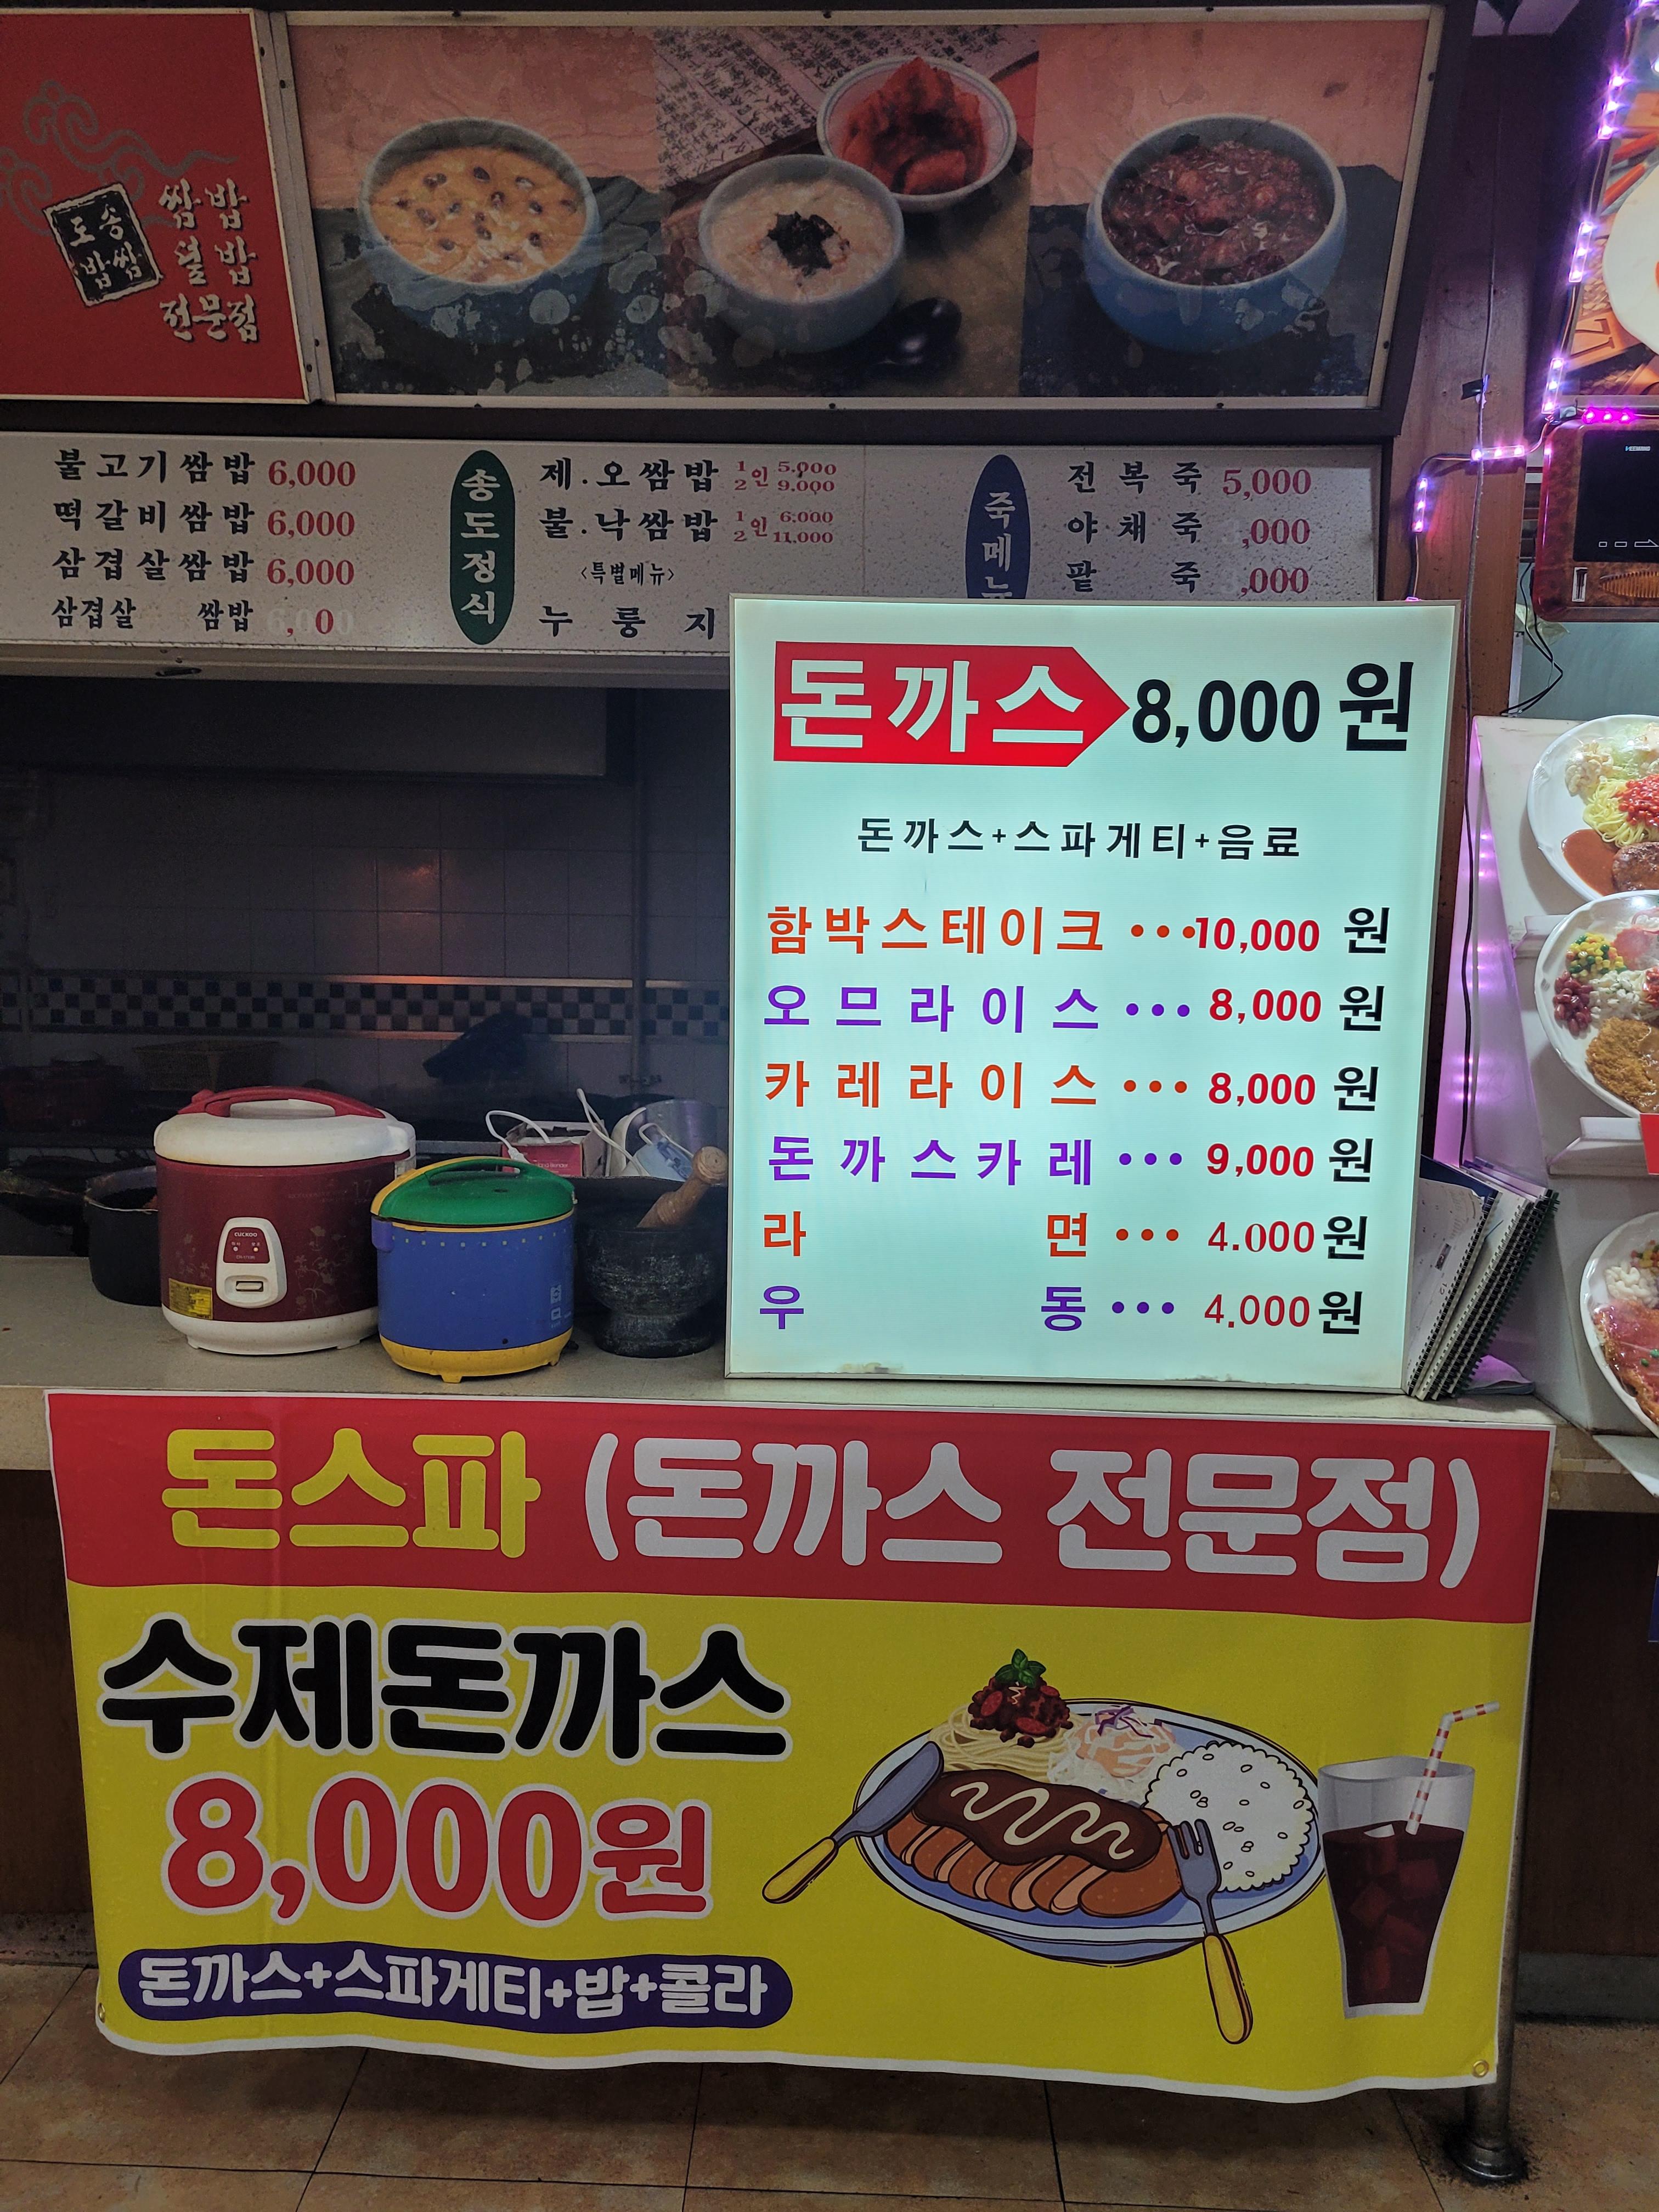 송도
쌈밥
쌈밥
덮밥
전문점
불고기쌈밥 6,000
떡갈비쌈밥 6,000
삼겹살쌈밥 6,000
삼겹살 쌈밥 6,000
송도정식
제.오쌈밥 1인 5.000 2인 9.000
불.낙쌈밥 1인 6.000 2인 11,000
<특별메뉴>
누룽지
죽메뉴
전복죽 5,000
야채죽 ,000
팥죽 ,000
돈까스 8,000 원
돈까스+스파게티+음료
함박스테이크 ···10,000 원
오므라이스 ··· 8,000 원
카레라이스 ··· 8,000 원
돈까스카레 ··· 9,000 원
라면 ··· 4.000 원
우동 ··· 4.000 원
CUCKOO
돈스파 (돈까스 전문점)
수제돈까스
8,000원
돈까스+스파게티+밥+콜라